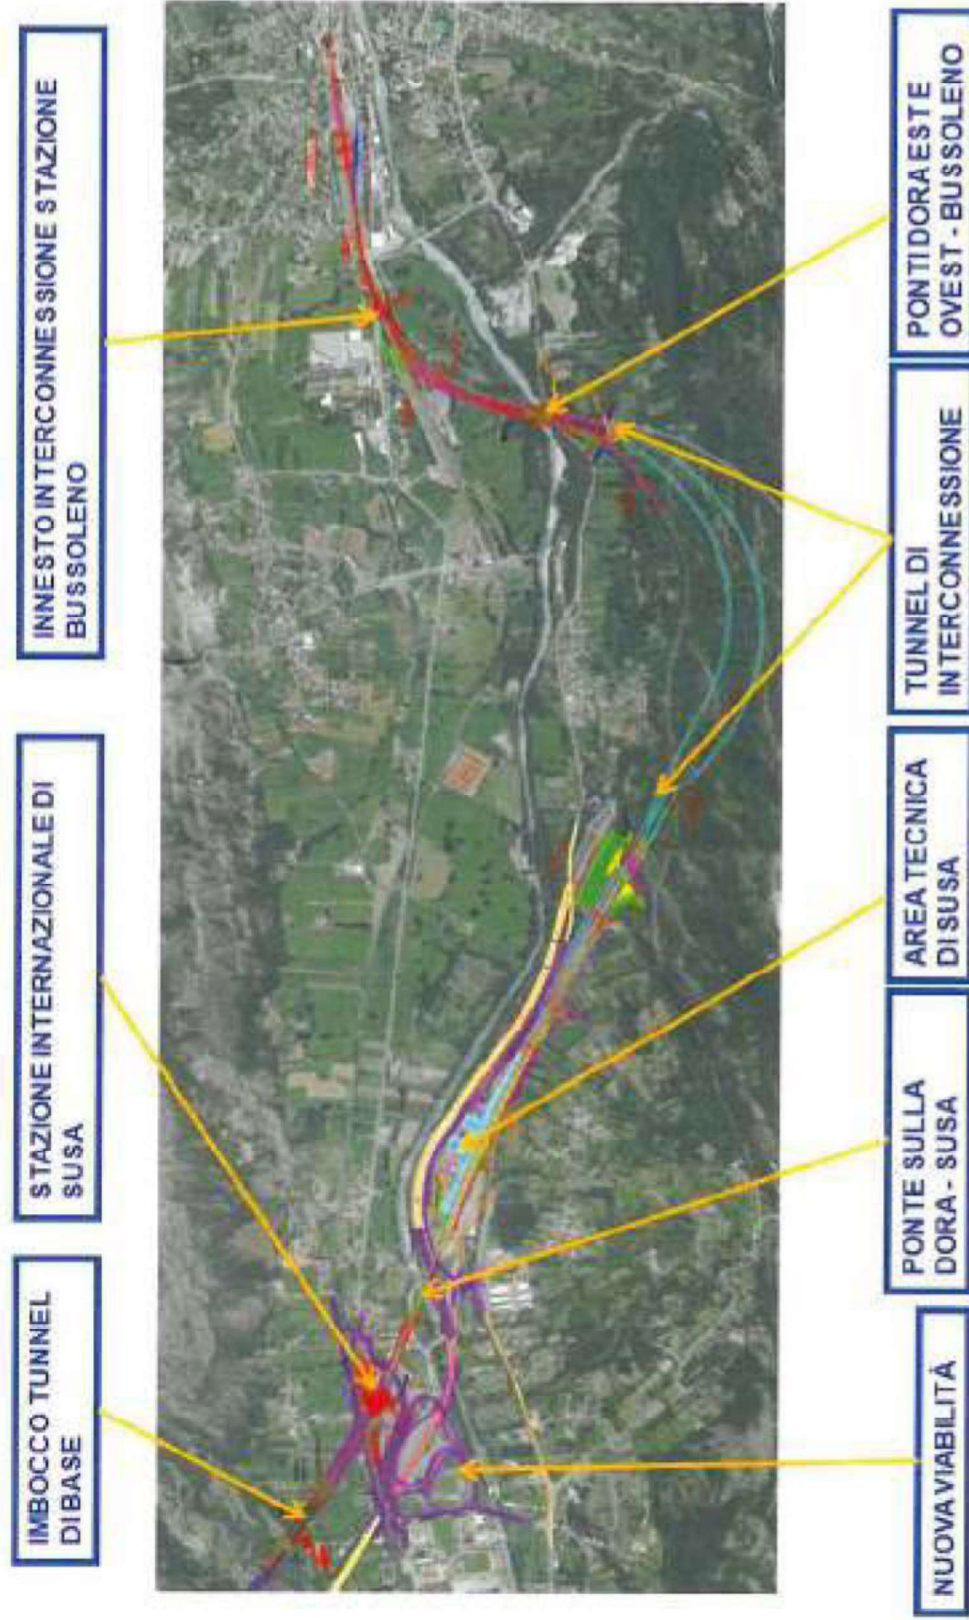 IMBOCCO TUNNEL
DI BASE
STAZIONE INTERNAZIONALE DI
SUSA
INNESTO INTERCONNESSIONE STAZIONE
BUSSOLENO
NUOVA VIABILITÀ
PONTE SULLA
DORA - SUSA
AREA TECNICA
DI SUSA
TUNNEL DI
INTERCONNESSIONE
PONTI DORA EST E
OVEST - BUSSOLENO